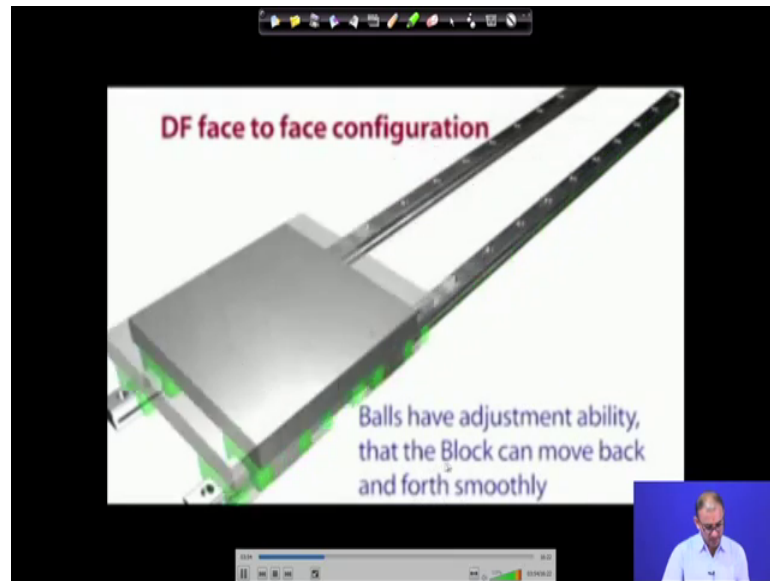 DF face to face configuration
Balls have adjustment ability,
that the Block can move back
and forth smoothly